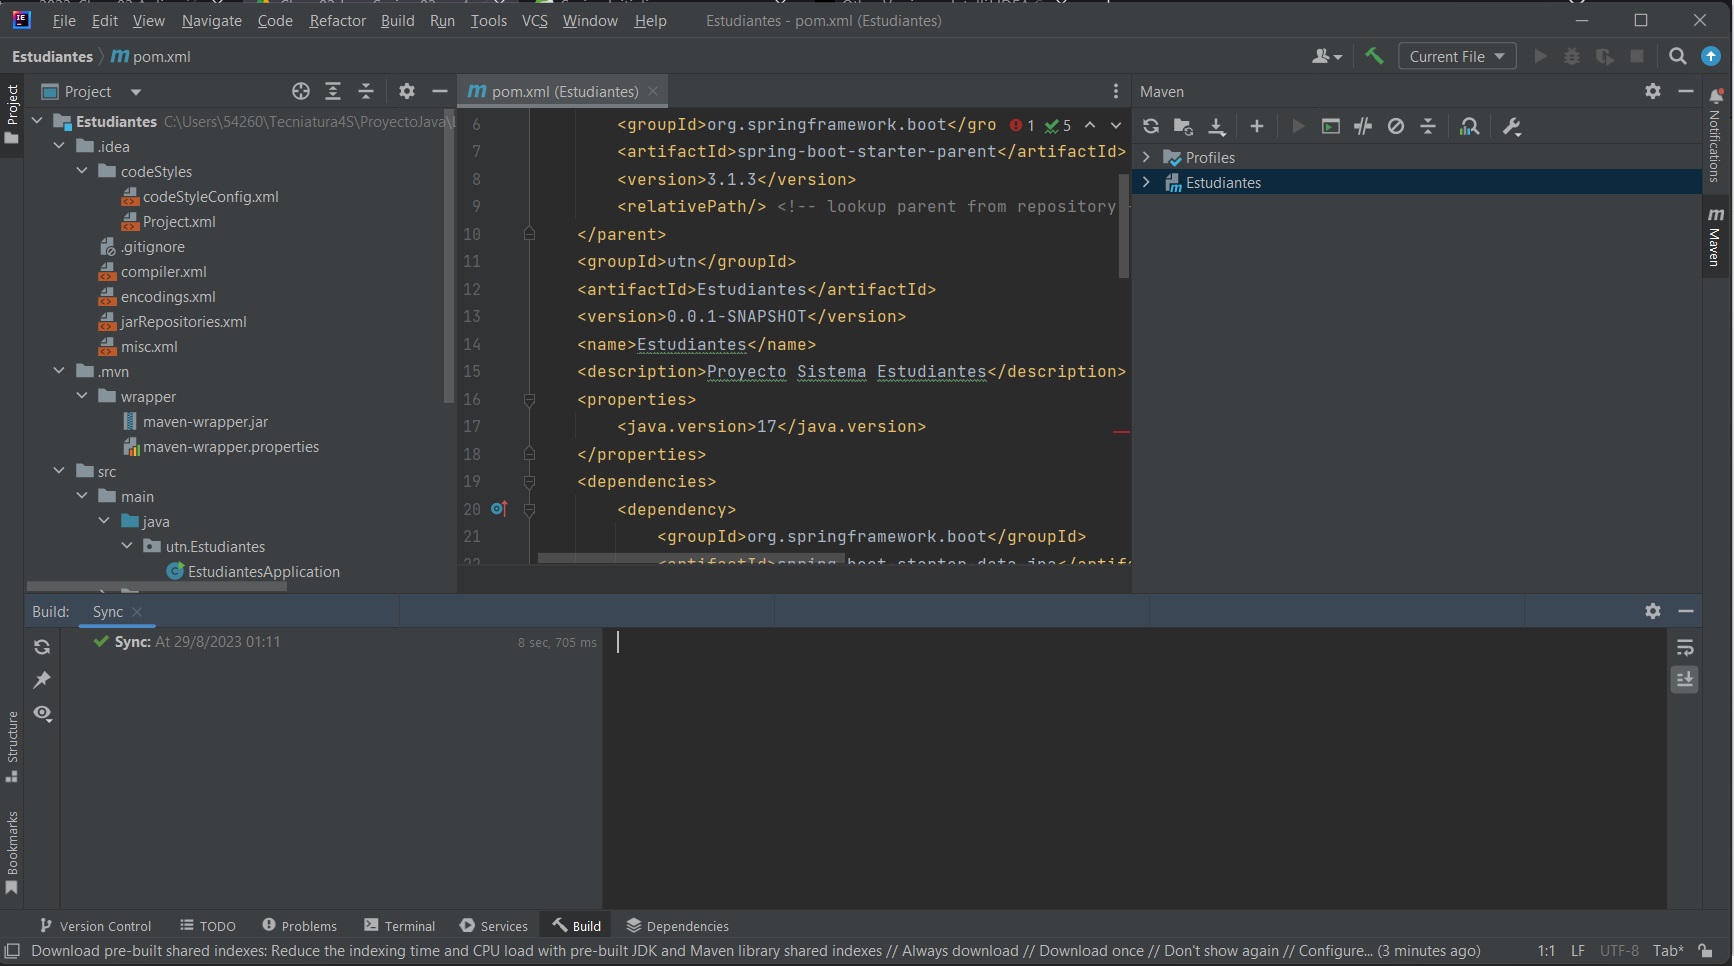 File Edit View Navigate Code Refactor Build Run Tools VCS Window Help Estudiantes - pom.xml (Estudiantes)
Estudiantes pom.xml
Current File
Project
Project
pom.xml (Estudiantes)
Maven
Estudiantes C:\Users\54260\Tecniatura4S\ProyectoJava\
.idea
codeStyles
codeStyleConfig.xml
Project.xml
.gitignore
compiler.xml
encodings.xml
jarRepositories.xml
misc.xml
.mvn
wrapper
maven-wrapper.jar
maven-wrapper.properties
src
main
java
utn.Estudiantes
EstudiantesApplication
6 <groupId>org.springframework.boot</gro 1 5
7 <artifactId>spring-boot-starter-parent</artifactId>
8 <version>3.1.3</version>
9 <relativePath/> <!-- lookup parent from repository
10 </parent>
11 <groupId>utn</groupId>
12 <artifactId>Estudiantes</artifactId>
13 <version>0.0.1-SNAPSHOT</version>
14 <name>Estudiantes</name>
15 <description>Proyecto Sistema Estudiantes</description>
16 <properties>
17 <java.version>17</java.version>
18 </properties>
19 <dependencies>
20 <dependency>
21 <groupId>org.springframework.boot</groupId>
Profiles
Estudiantes
Notifications
Maven
Build: Sync
Sync: At 29/8/2023 01:11 8 sec, 705 ms
Structure
Bookmarks
Version Control TODO Problems Terminal Services Build Dependencies
Download pre-built shared indexes: Reduce the indexing time and CPU load with pre-built JDK and Maven library shared indexes // Always download // Download once // Don't show again // Configure... (3 minutes ago) 1:1 LF UTF-8 Tab*